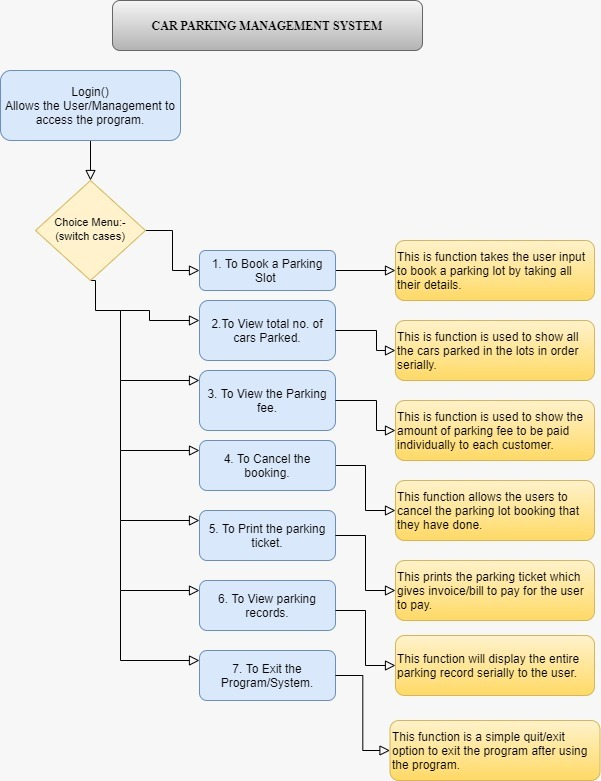 CAR PARKING MANAGEMENT SYSTEM
Login()
Allows the User/Management to
access the program.
Choice Menu:-
(switch cases)
1. To Book a Parking
Slot
This is function takes the user input
to book a parking lot by taking all
their details.
2.To View total no. of
cars Parked.
This is function is used to show all
the cars parked in the lots in order
serially.
3. To View the Parking
fee.
This is function is used to show the
amount of parking fee to be paid
individually to each customer.
4. To Cancel the
booking.
This function allows the users to
cancel the parking lot booking that
they have done.
5. To Print the parking
ticket.
This prints the parking ticket which
gives invoice/bill to pay for the user
to pay.
6. To View parking
records.
This function will display the entire
parking record serially to the user.
7. To Exit the
Program/System.
This function is a simple quit/exit
option to exit the program after using
the program.